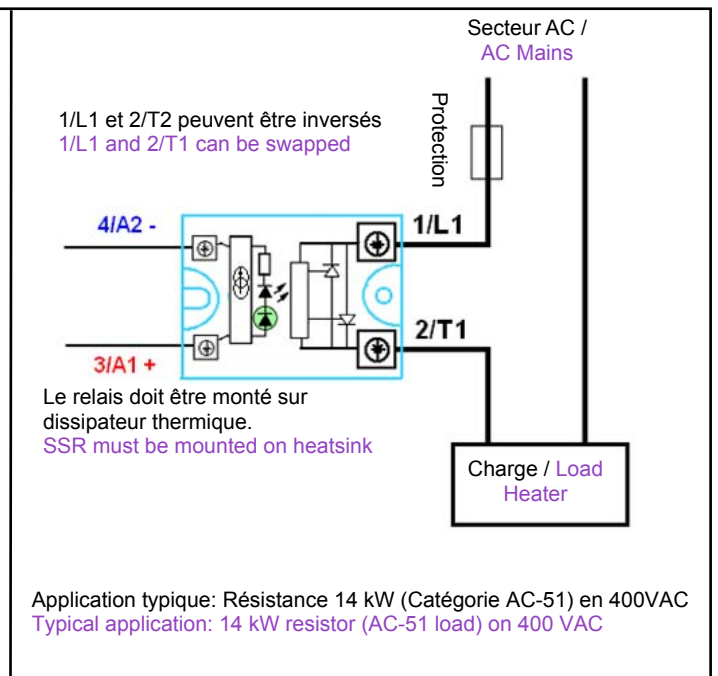 Secteur AC /
AC Mains
Protection
1/L1 et 2/T2 peuvent être inversés
1/L1 and 2/T1 can be swapped
4/A2 -
1/L1
3/A1 +
2/T1
Le relais doit être monté sur
dissipateur thermique.
SSR must be mounted on heatsink
Charge / Load
Heater
Application typique: Résistance 14 kW (Catégorie AC-51) en 400VAC
Typical application: 14 kW resistor (AC-51 load) on 400 VAC